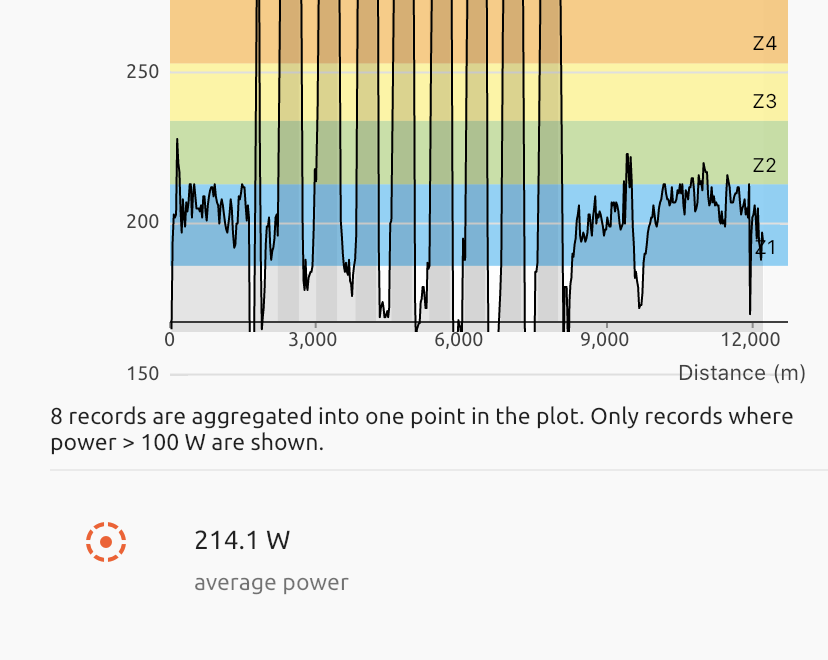 Z4
250
Z3
Z2
200
Z1
0 3,000 6,000 9,000 12,000
150
Distance (m)
8 records are aggregated into one point in the plot. Only records where
power > 100 W are shown.
214.1 W
average power